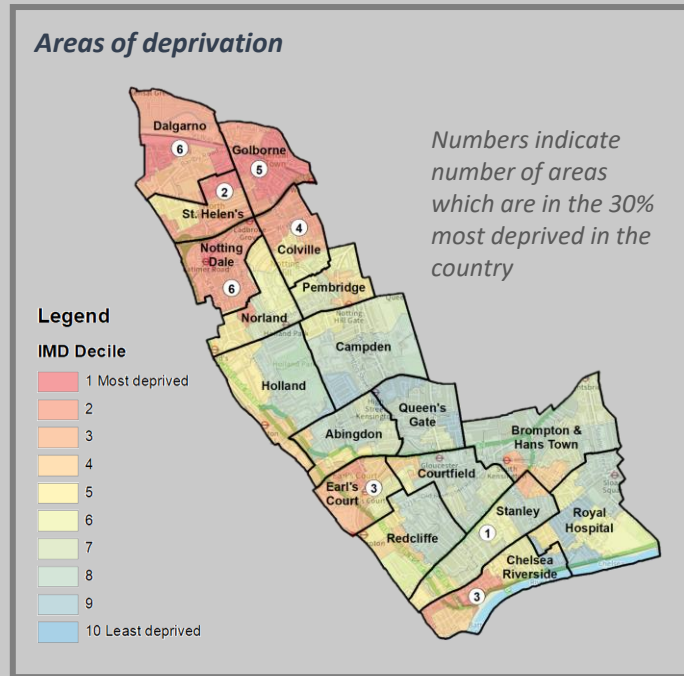 Areas of deprivation
Numbers indicate
number of areas
which are in the 30%
most deprived in the
country
Dalgarno
6
Golborne
5
2
St. Helen's
4
Colville
Notting
Dale
6
Pembridge
Norland
Notting
Hill Gate
Campden
Holland
Queen's
Gate
Abingdon
Brompton &
Hans Town
Courtfield
Earl's
Court
3
Stanley
Royal
Hospital
Redcliffe
1
Chelsea
Riverside
3
Legend
IMD Decile
1 Most deprived
2
3
4
5
6
7
8
9
10 Least deprived